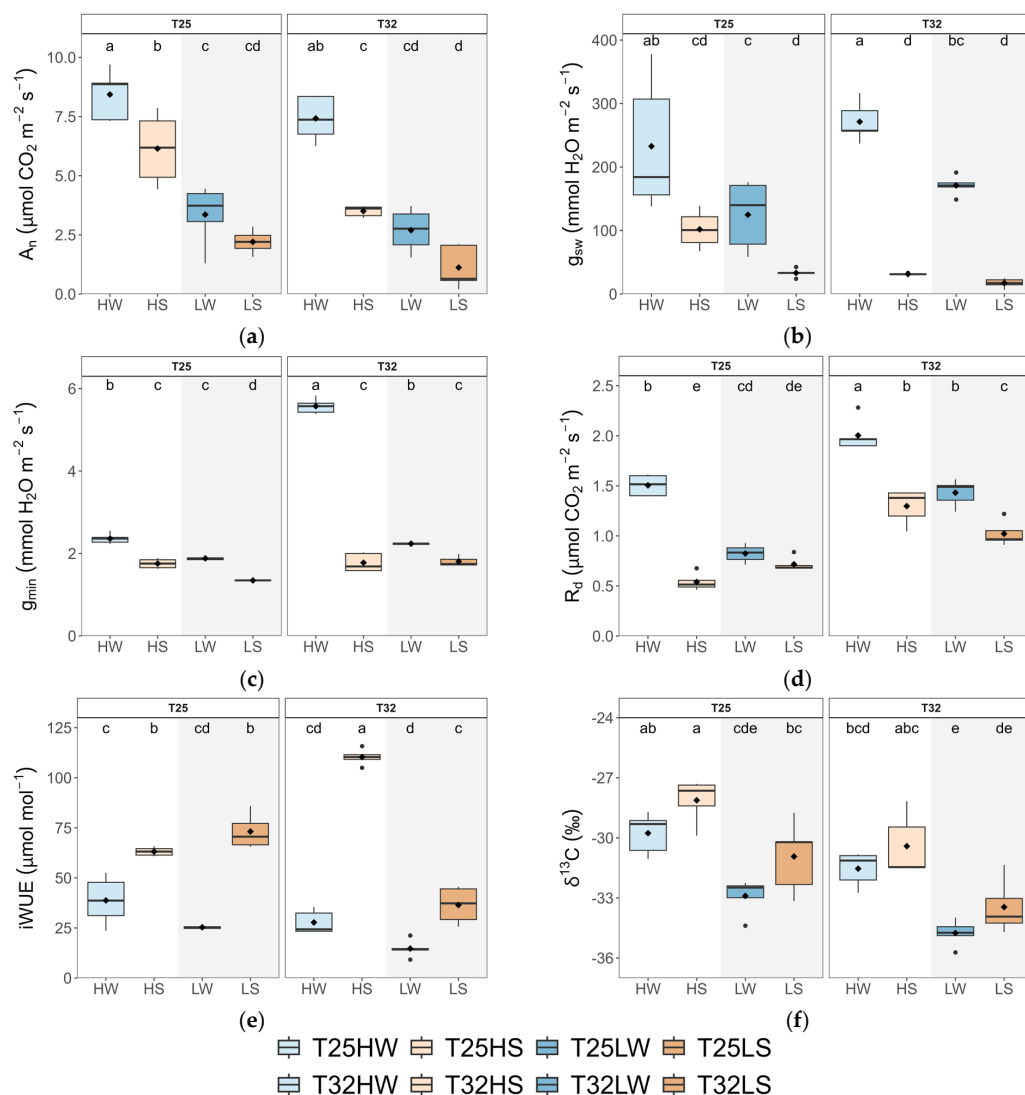 T25 T32
a b c cd ab c cd d
10.0
7.5
5.0
2.5
0.0
Aₙ (μmol CO₂ m⁻² s⁻¹)
HW HS LW LS HW HS LW LS
(a)
T25 T32
ab cd c d a d bc d
400
300
200
100
0
g_sw (mmol H₂O m⁻² s⁻¹)
HW HS LW LS HW HS LW LS
(b)
T25 T32
b c c d a c b c
6
4
2
0
g_min (mmol H₂O m⁻² s⁻¹)
HW HS LW LS HW HS LW LS
(c)
T25 T32
b e cd de a b b c
2.5
2.0
1.5
1.0
0.5
0.0
R_d (μmol CO₂ m⁻² s⁻¹)
HW HS LW LS HW HS LW LS
(d)
T25 T32
c b cd b cd a d c
125
100
75
50
25
0
iWUE (μmol mol⁻¹)
HW HS LW LS HW HS LW LS
(e)
T25 T32
ab a cde bc bcd abc e de
-24
-27
-30
-33
-36
δ¹³C (‰)
HW HS LW LS HW HS LW LS
(f)
T25HW T25HS T25LW T25LS
T32HW T32HS T32LW T32LS